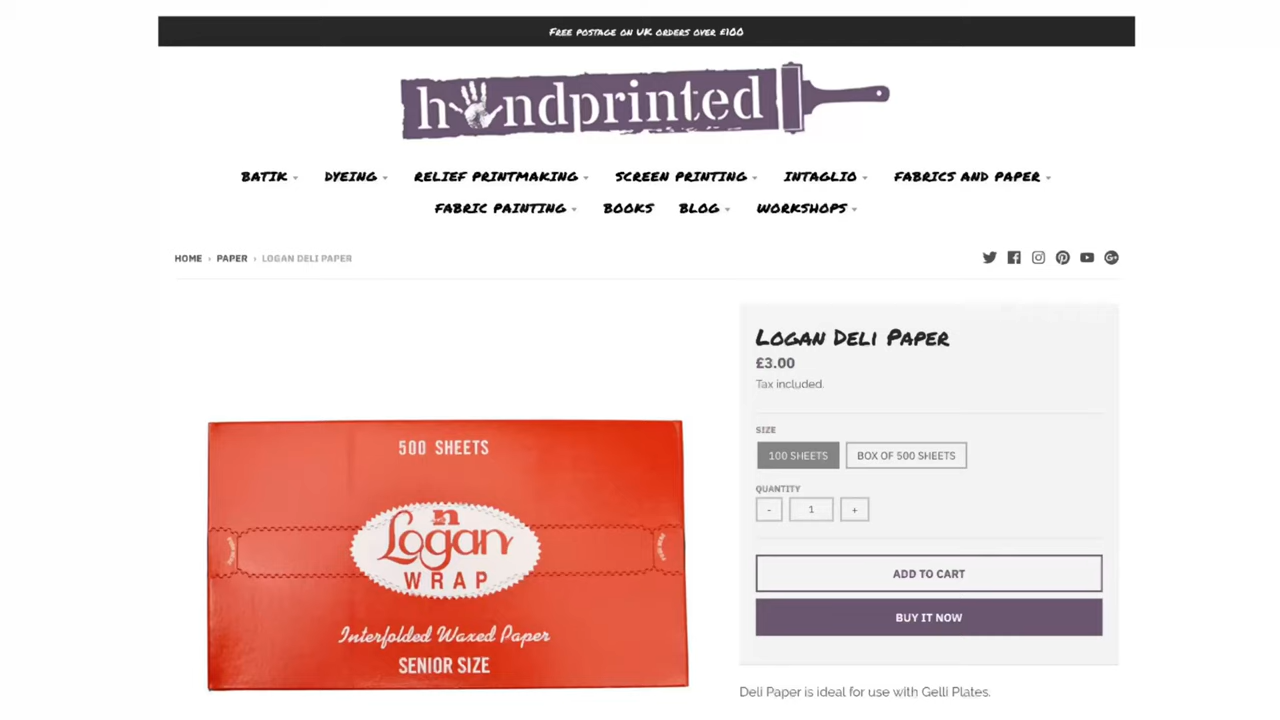 Free postage on UK orders over £100
handprinted
BATIK DYEING RELIEF PRINTMAKING SCREEN PRINTING INTAGLIO FABRICS AND PAPER
FABRIC PAINTING BOOKS BLOG WORKSHOPS
HOME › PAPER › LOGAN DELI PAPER
Logan Deli Paper
£3.00
Tax included.
SIZE
100 SHEETS BOX OF 500 SHEETS
QUANTITY
- 1 +
ADD TO CART
BUY IT NOW
Deli Paper is ideal for use with Gelli Plates.
500 SHEETS
Logan
WRAP
Interfolded Waxed Paper
SENIOR SIZE